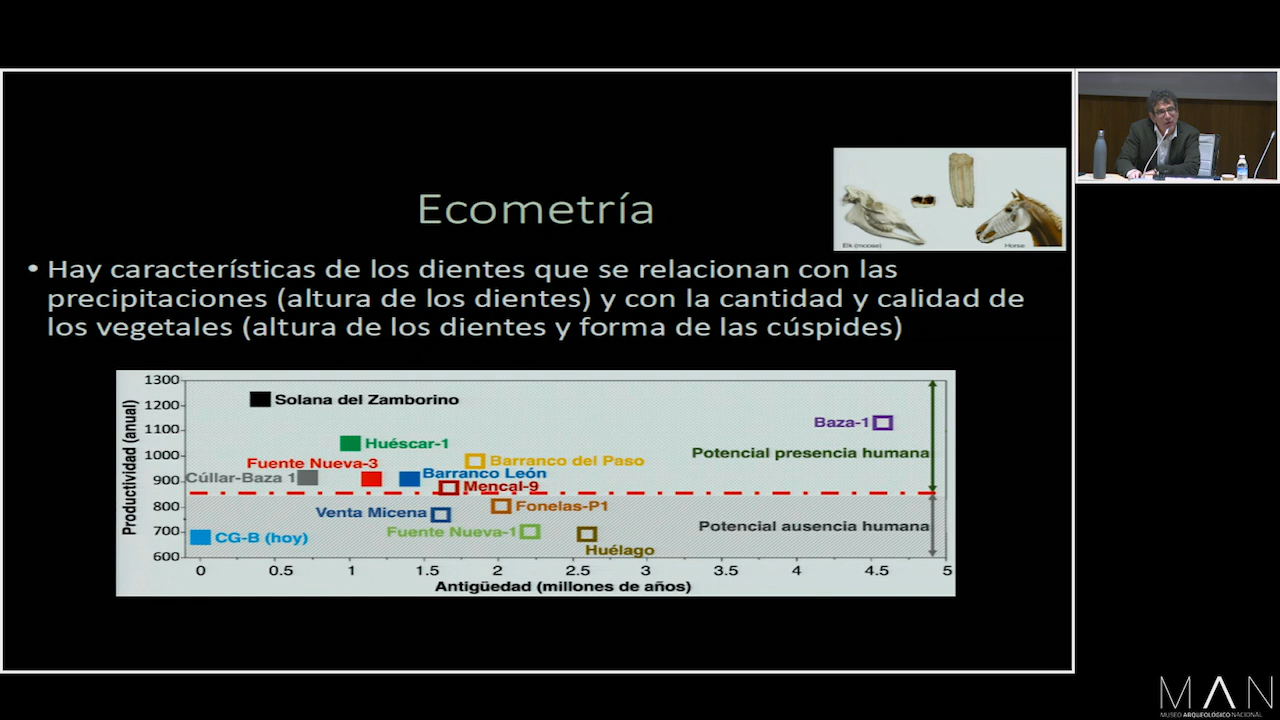 Ecometría
Elk (moose)
Horse
• Hay características de los dientes que se relacionan con las
precipitaciones (altura de los dientes) y con la cantidad y calidad de
los vegetales (altura de los dientes y forma de las cúspides)
Productividad (anual)
1300
1200
1100
1000
900
800
700
600
Solana del Zamborino
Baza-1
Huéscar-1
Potencial presencia humana
Fuente Nueva-3
Barranco del Paso
Cúllar-Baza 1
Barranco León
Mencal-9
Venta Micena
Fonelas-P1
Potencial ausencia humana
CG-B (hoy)
Fuente Nueva-1
Huélago
0 0.5 1 1.5 2 2.5 3 3.5 4 4.5 5
Antigüedad (millones de años)
MAN
MUSEO ARQUEOLÓGICO NACIONAL